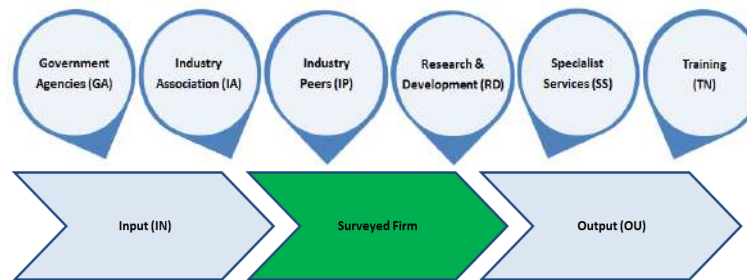 Government
Agencies (GA)
Industry
Association (IA)
Industry
Peers (IP)
Research &
Development (RD)
Specialist
Services (SS)
Training
(TN)
Input (IN)
Surveyed Firm
Output (OU)